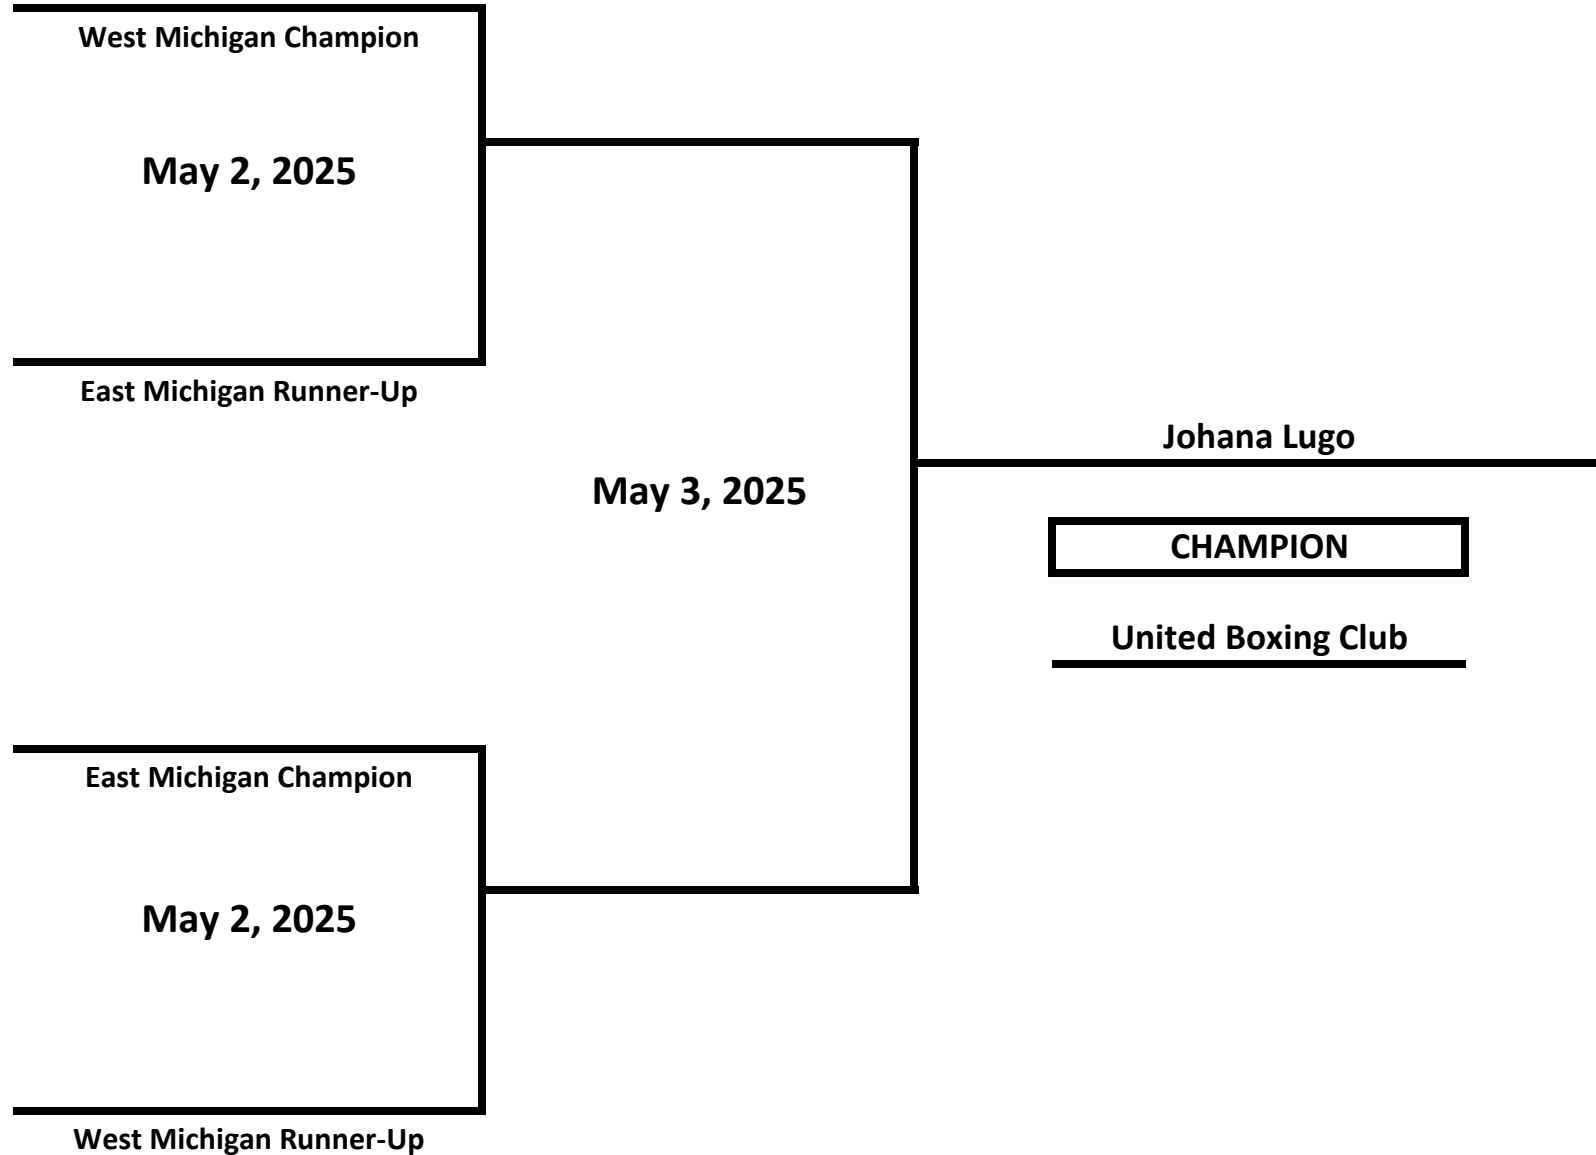 West Michigan Champion
May 2, 2025
East Michigan Runner-Up
Johana Lugo
May 3, 2025
CHAMPION
United Boxing Club
East Michigan Champion
May 2, 2025
West Michigan Runner-Up